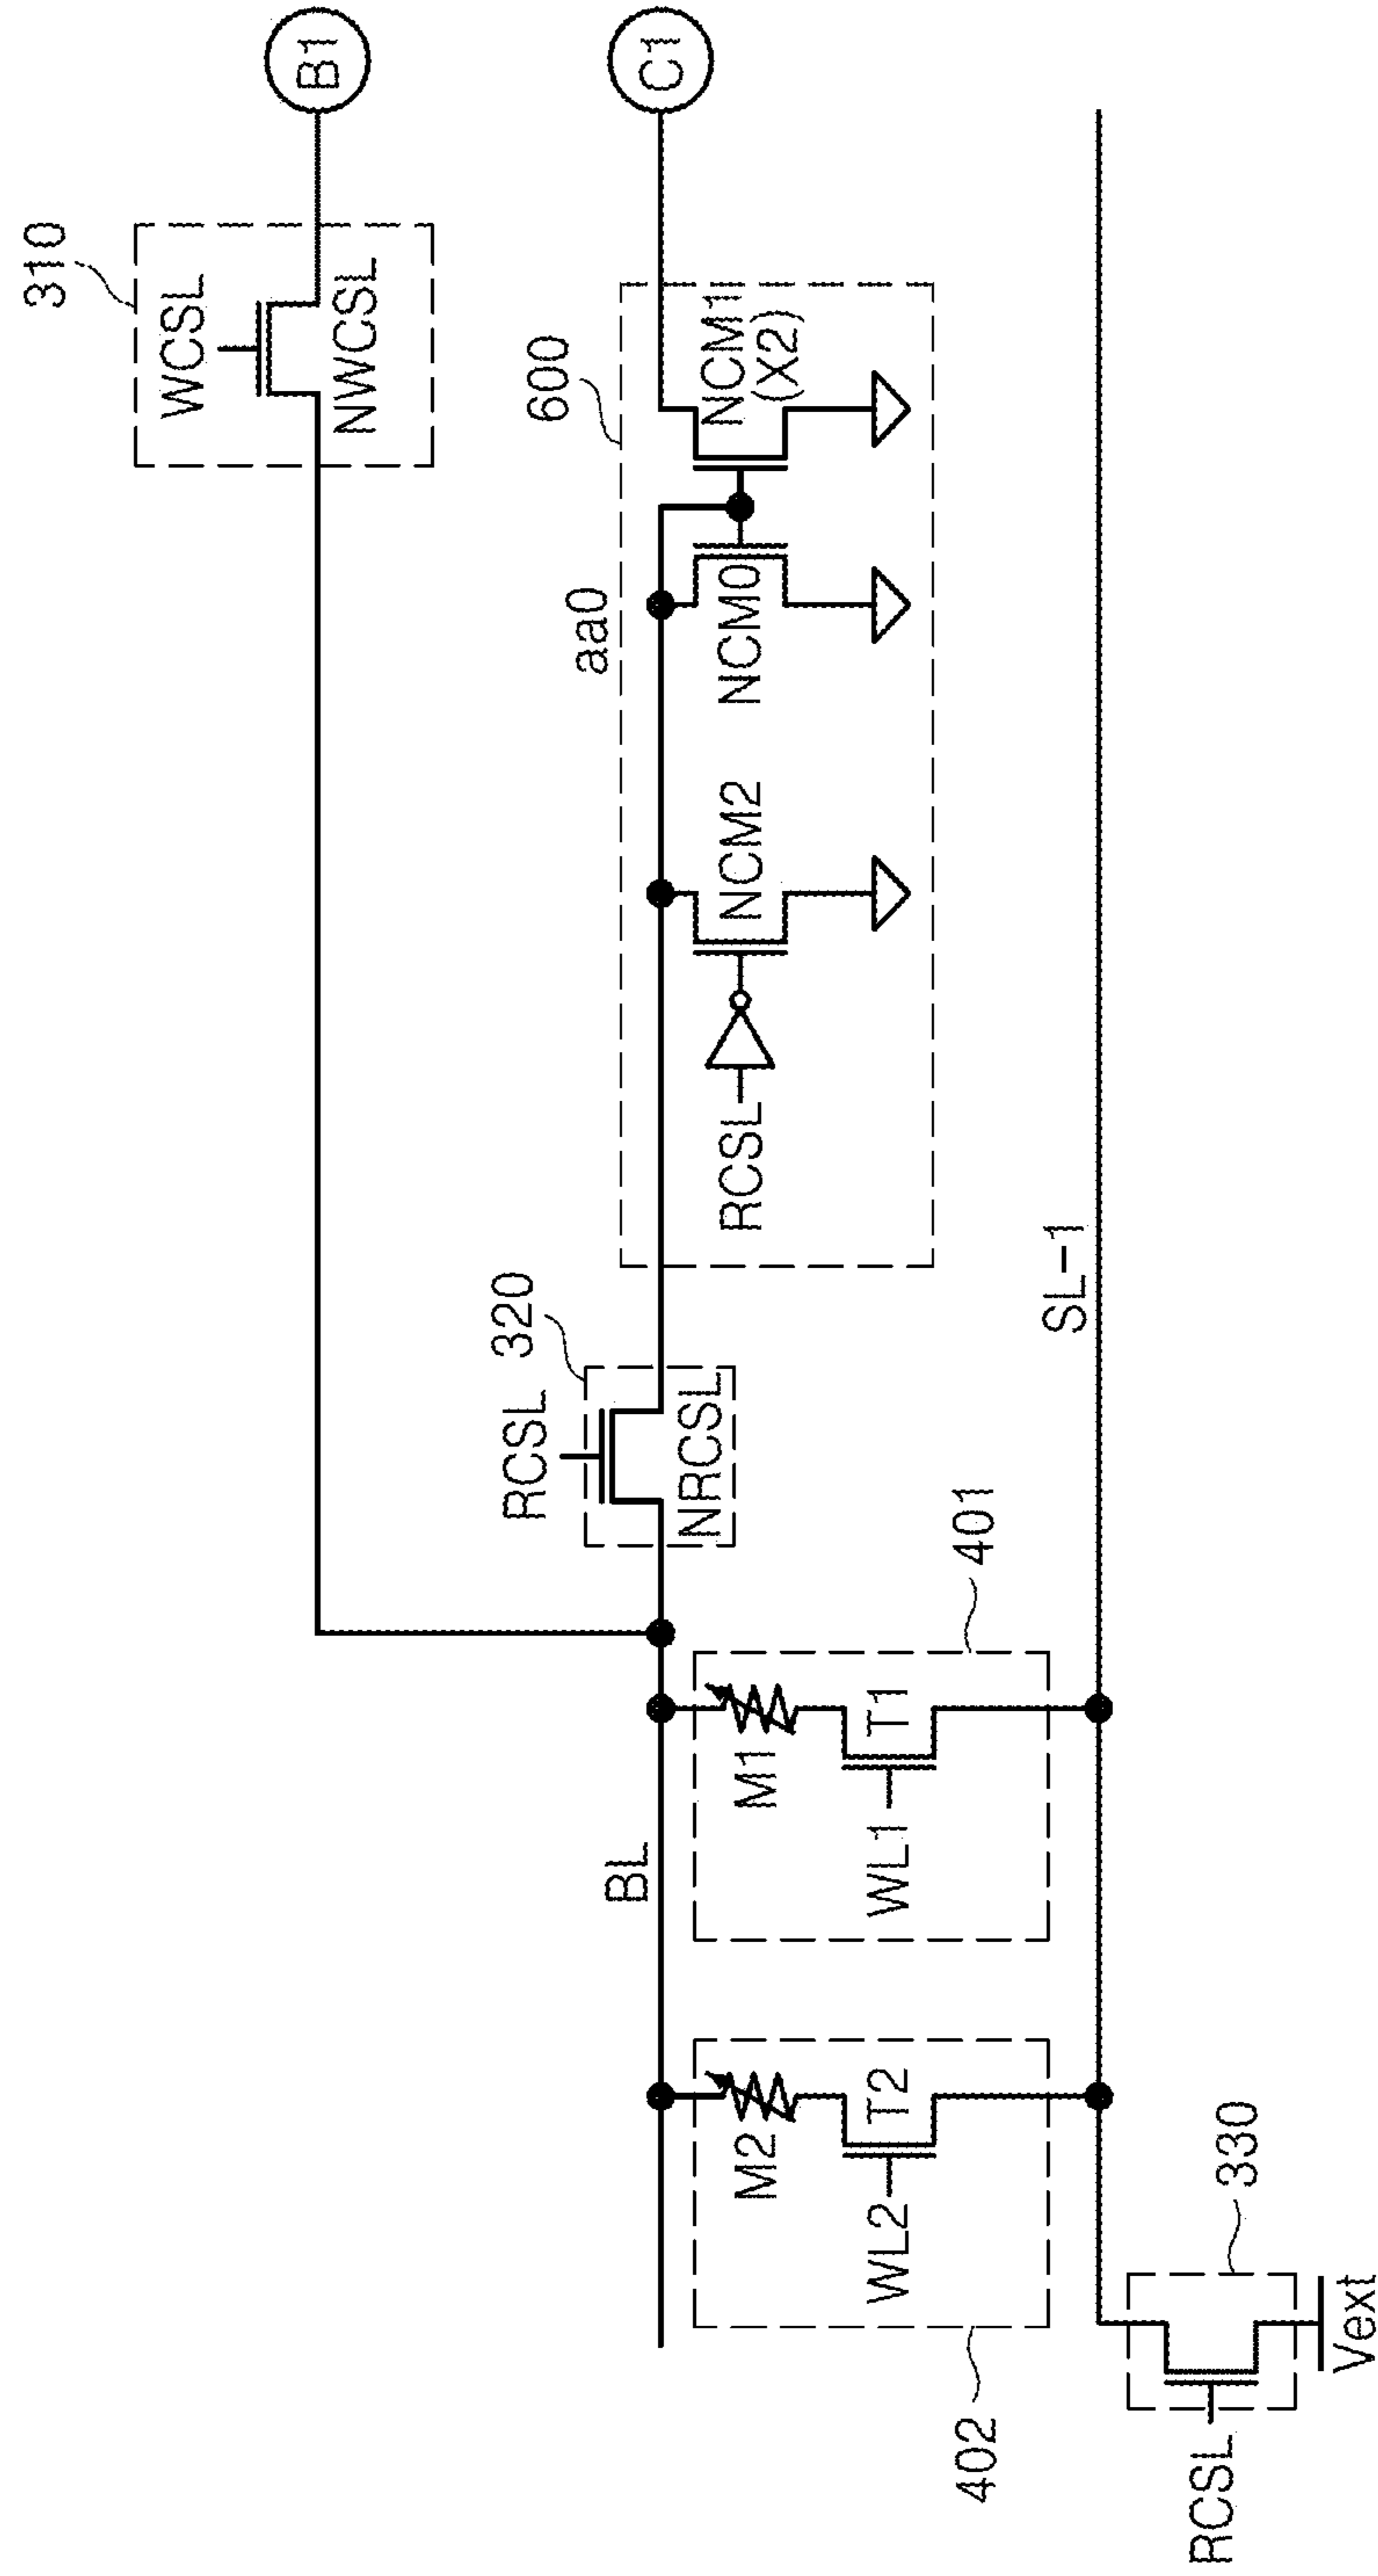 310
WCSL
NWCSL
B1
RCSL
320
NRCSL
600
aa0
C1
NCM1
(X2)
NCM0
NCM2
RCSL
BL
402
M2
T2
WL2
401
M1
T1
WL1
SL-1
330
RCSL
Vext